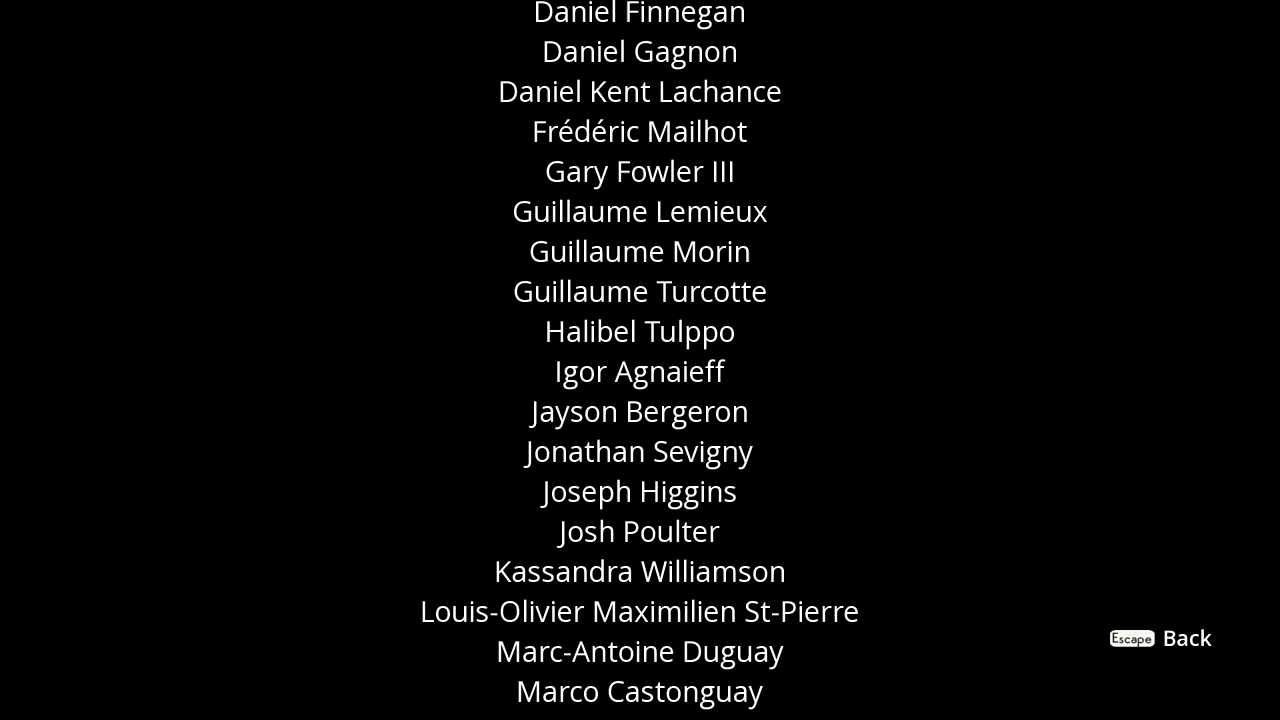 Daniel Finnegan
Daniel Gagnon
Daniel Kent Lachance
Frédéric Mailhot
Gary Fowler III
Guillaume Lemieux
Guillaume Morin
Guillaume Turcotte
Halibel Tulppo
Igor Agnaieff
Jayson Bergeron
Jonathan Sevigny
Joseph Higgins
Josh Poulter
Kassandra Williamson
Louis-Olivier Maximilien St-Pierre
Escape Back
Marc-Antoine Duguay
Marco Castonguay